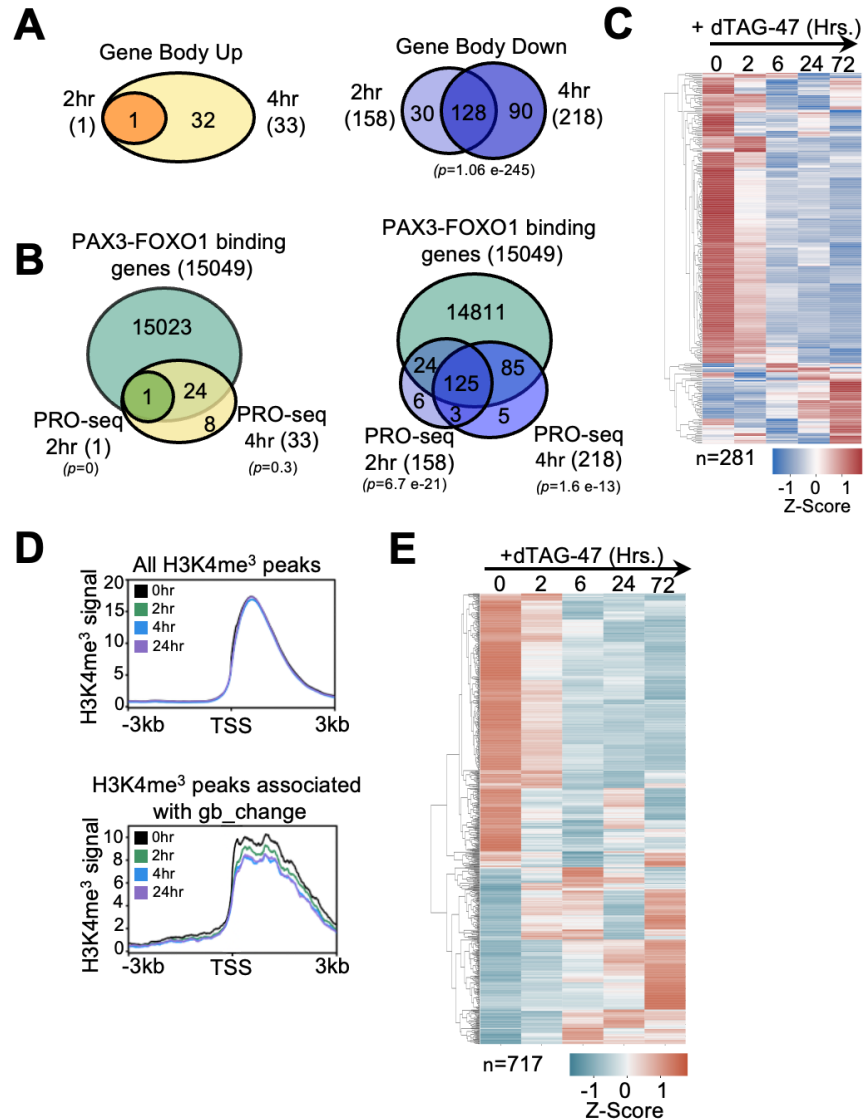 A
Gene Body Up
2hr
(1)
1
32
4hr
(33)
Gene Body Down
2hr
(158)
30
128
90
4hr
(218)
(p=1.06 e-245)
B
PAX3-FOXO1 binding
genes (15049)
15023
1
24
8
PRO-seq
2hr (1)
(p=0)
PRO-seq
4hr (33)
(p=0.3)
PAX3-FOXO1 binding
genes (15049)
14811
24
125
85
6
3
5
PRO-seq
2hr (158)
(p=6.7 e-21)
PRO-seq
4hr (218)
(p=1.6 e-13)
C
+ dTAG-47 (Hrs.)
0 2 6 24 72
n=281
-1 0 1
Z-Score
D
All H3K4me³ peaks
H3K4me³ signal
20
15
10
5
0
0hr
2hr
4hr
24hr
-3kb TSS 3kb
H3K4me³ peaks associated
with gb_change
H3K4me³ signal
10
8
6
4
2
0
0hr
2hr
4hr
24hr
-3kb TSS 3kb
E
+dTAG-47 (Hrs.)
0 2 6 24 72
n=717
-1 0 1
Z-Score